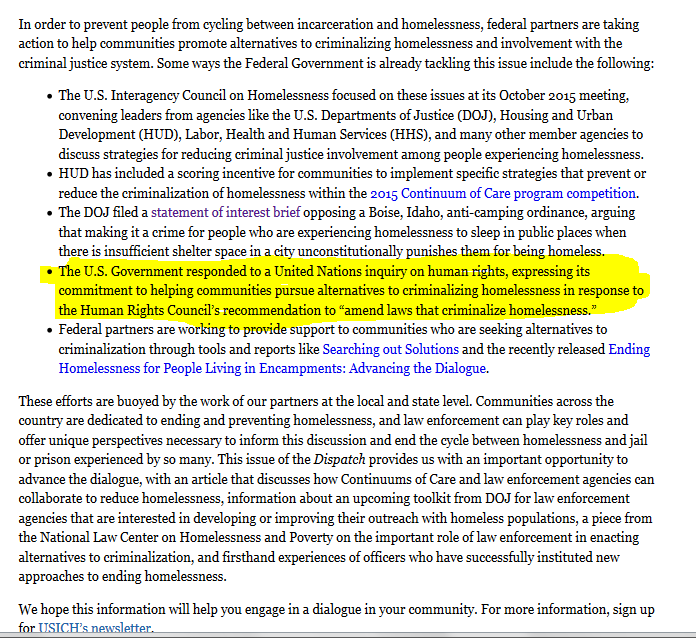 In order to prevent people from cycling between incarceration and homelessness, federal partners are taking
action to help communities promote alternatives to criminalizing homelessness and involvement with the
criminal justice system. Some ways the Federal Government is already tackling this issue include the following:
• The U.S. Interagency Council on Homelessness focused on these issues at its October 2015 meeting,
convening leaders from agencies like the U.S. Departments of Justice (DOJ), Housing and Urban
Development (HUD), Labor, Health and Human Services (HHS), and many other member agencies to
discuss strategies for reducing criminal justice involvement among people experiencing homelessness.
• HUD has included a scoring incentive for communities to implement specific strategies that prevent or
reduce the criminalization of homelessness within the 2015 Continuum of Care program competition.
• The DOJ filed a statement of interest brief opposing a Boise, Idaho, anti-camping ordinance, arguing
that making it a crime for people who are experiencing homelessness to sleep in public places when
there is insufficient shelter space in a city unconstitutionally punishes them for being homeless.
• The U.S. Government responded to a United Nations inquiry on human rights, expressing its
commitment to helping communities pursue alternatives to criminalizing homelessness in response to
the Human Rights Council’s recommendation to “amend laws that criminalize homelessness.”
• Federal partners are working to provide support to communities who are seeking alternatives to
criminalization through tools and reports like Searching out Solutions and the recently released Ending
Homelessness for People Living in Encampments: Advancing the Dialogue.
These efforts are buoyed by the work of our partners at the local and state level. Communities across the
country are dedicated to ending and preventing homelessness, and law enforcement can play key roles and
offer unique perspectives necessary to inform this discussion and end the cycle between homelessness and jail
or prison experienced by so many. This issue of the Dispatch provides us with an important opportunity to
advance the dialogue, with an article that discusses how Continuums of Care and law enforcement agencies can
collaborate to reduce homelessness, information about an upcoming toolkit from DOJ for law enforcement
agencies that are interested in developing or improving their outreach with homeless populations, a piece from
the National Law Center on Homelessness and Poverty on the important role of law enforcement in enacting
alternatives to criminalization, and firsthand experiences of officers who have successfully instituted new
approaches to ending homelessness.
We hope this information will help you engage in a dialogue in your community. For more information, sign up
for USICH’s newsletter.